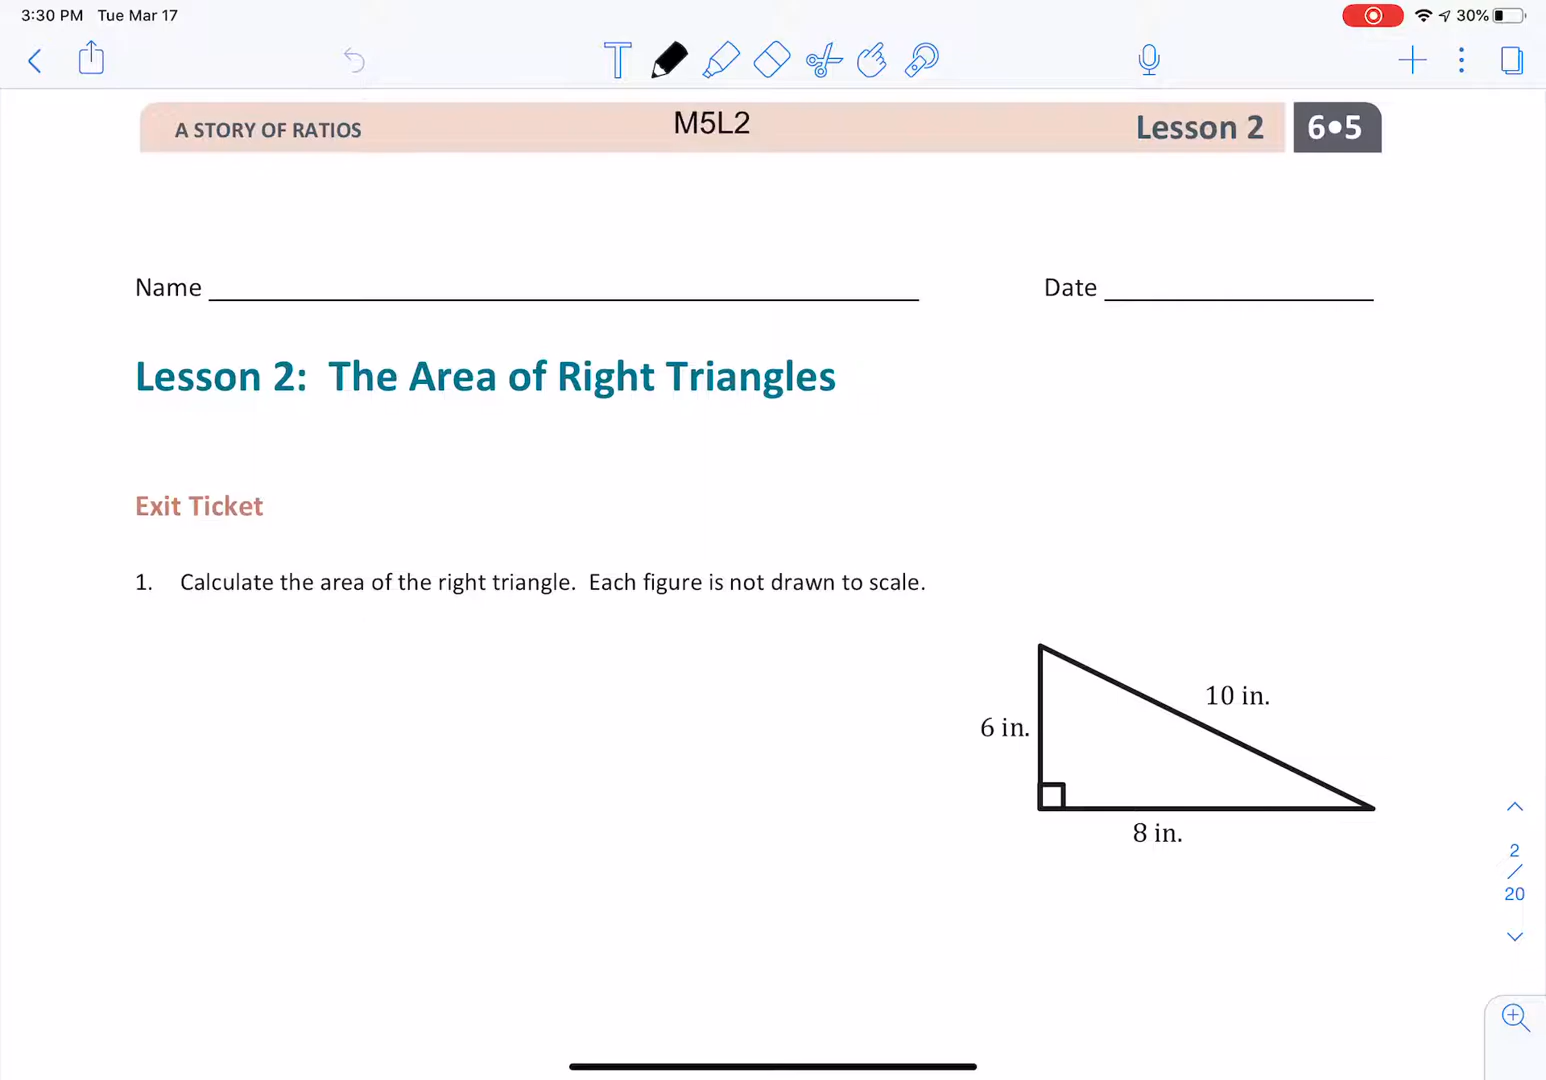 3:30 PM Tue Mar 17
30%
A STORY OF RATIOS
M5L2
Lesson 2
6•5
Name
Date
Lesson 2: The Area of Right Triangles
Exit Ticket
1. Calculate the area of the right triangle. Each figure is not drawn to scale.
10 in.
6 in.
8 in.
2
/
20